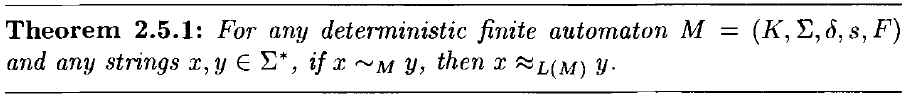 Theorem 2.5.1: For any deterministic finite automaton M = (K, Σ, δ, s, F)
and any strings x, y ∈ Σ*, if x ∼M y, then x ≈L(M) y.